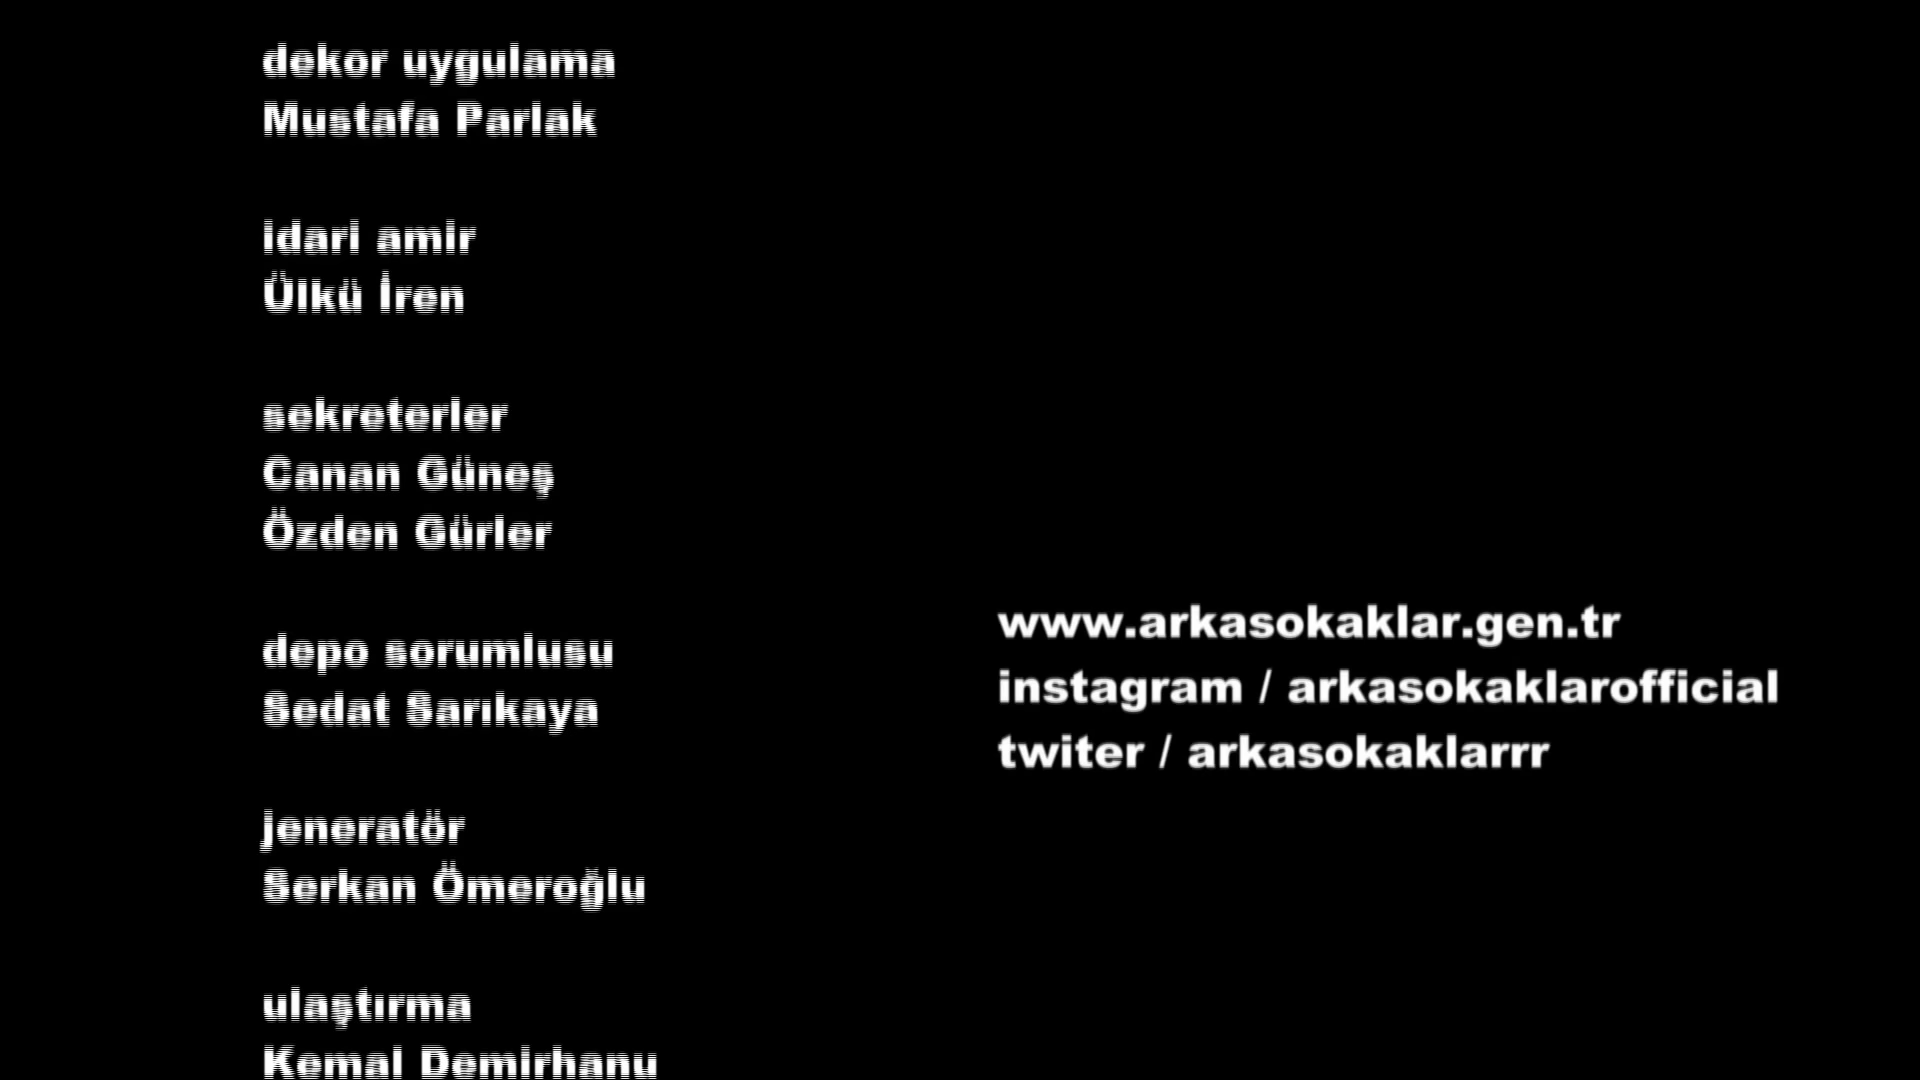 dekor uygulama
Mustafa Parlak
idari amir
Ülkü İren
sekreterler
Canan Güneş
Özden Gürler
depo sorumlusu
Sedat Sarıkaya
jeneratör
Serkan Ömeroğlu
ulaştırma
Kemal Demirhanu
www.arkasokaklar.gen.tr
instagram / arkasokaklarofficial
twiter / arkasokaklarrr